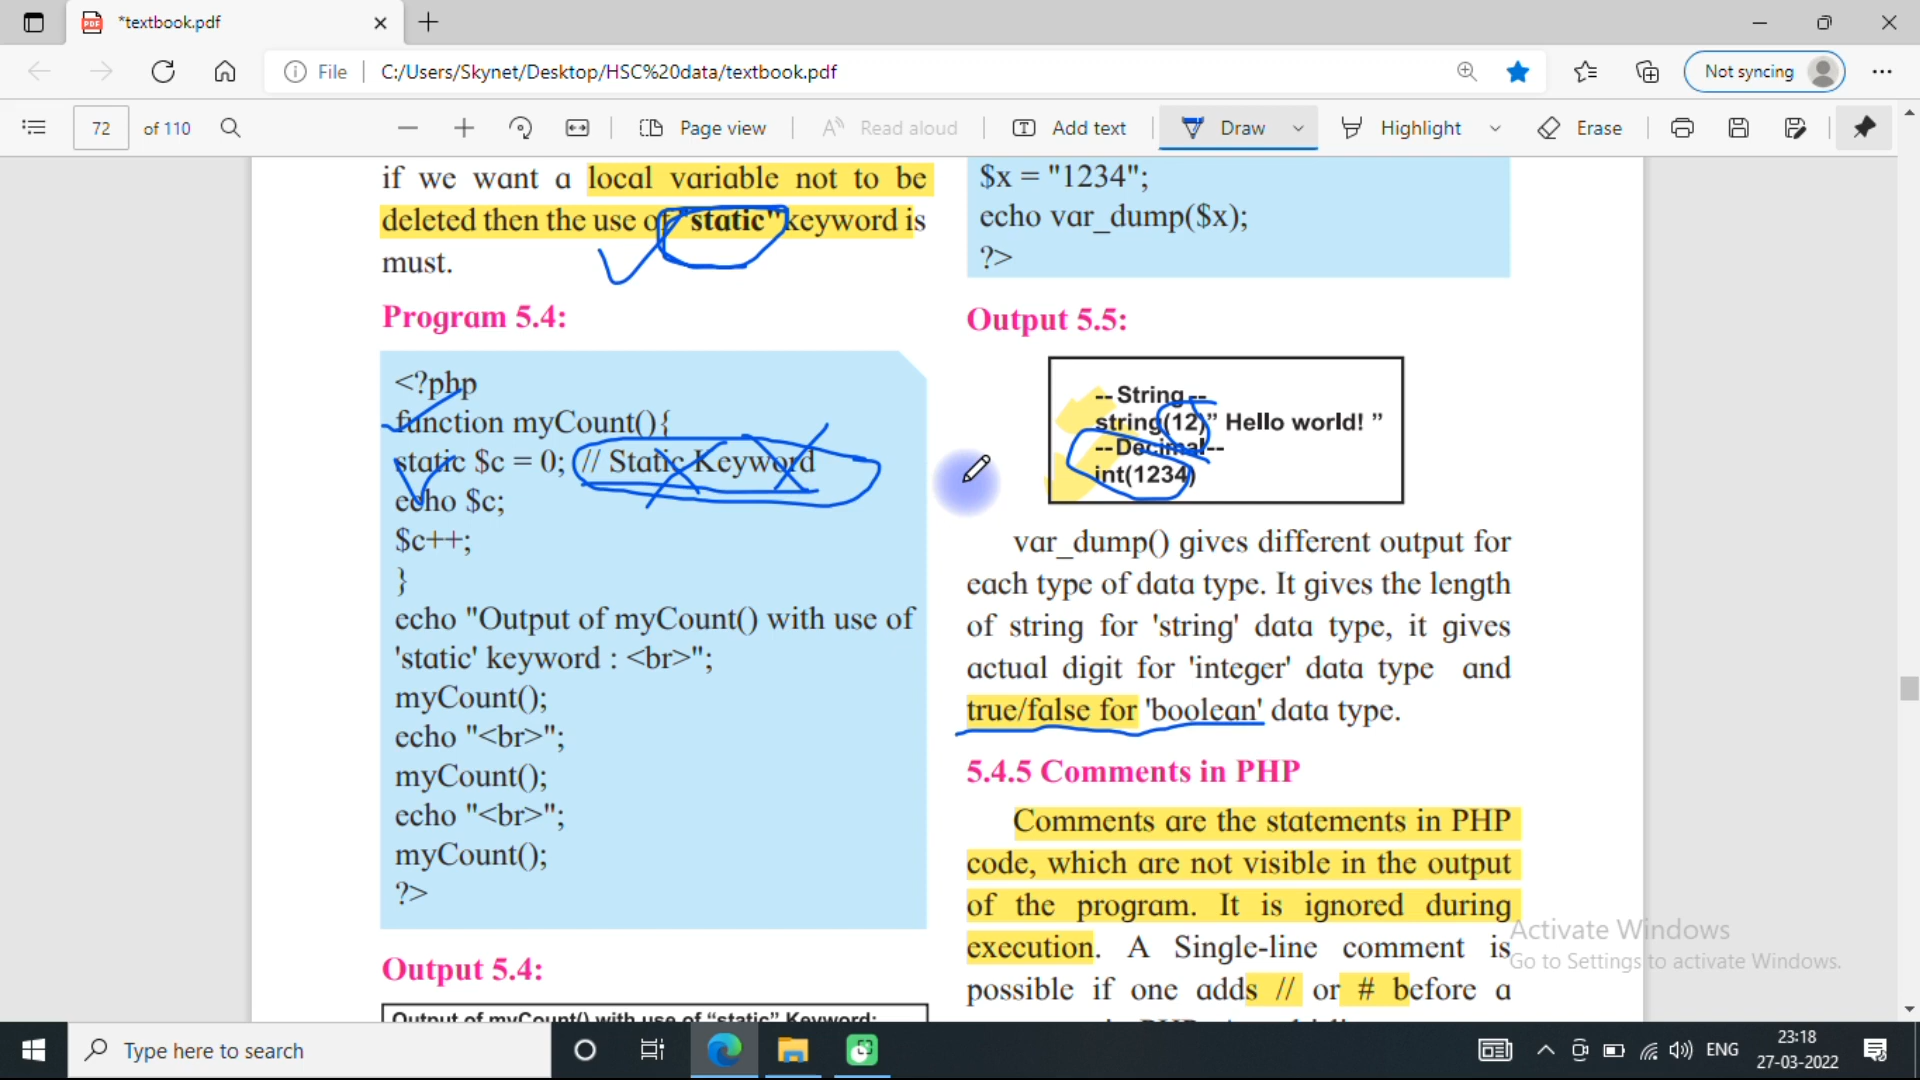 *textbook.pdf
File
C:/Users/Skynet/Desktop/HSC%20data/textbook.pdf
Not syncing
72
of 110
Page view
Read aloud
Add text
Draw
Highlight
Erase
if we want a local variable not to be
deleted then the use of "static" keyword is
must.
Program 5.4:
<?php
function myCount(){
static $c = 0; // Static Keyword
echo $c;
$c++;
}
echo "Output of myCount() with use of
'static' keyword : <br>";
myCount();
echo "<br>";
myCount();
echo "<br>";
myCount();
?>
Output 5.4:
Output of myCount() with use of "static" Keyword:
$x = "1234";
echo var_dump($x);
?>
Output 5.5:
-- String --
string(12)” Hello world! ”
--Decimal--
int(1234)
var_dump() gives different output for
each type of data type. It gives the length
of string for 'string' data type, it gives
actual digit for 'integer' data type and
true/false for 'boolean' data type.
5.4.5 Comments in PHP
Comments are the statements in PHP
code, which are not visible in the output
of the program. It is ignored during
execution. A Single-line comment is
possible if one adds // or # before a
Activate Windows
Go to Settings to activate Windows.
Type here to search
ENG
23:18
27-03-2022